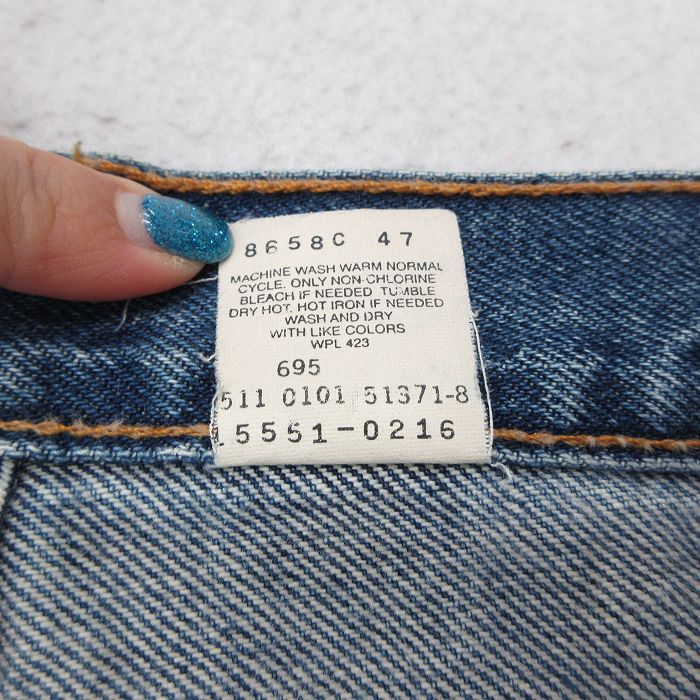 8658C 47
MACHINE WASH WARM NORMAL
CYCLE. ONLY NON-CHLORINE
BLEACH IF NEEDED TUMBLE
DRY HOT, HOT IRON IF NEEDED
WASH AND DRY
WITH LIKE COLORS
WPL 423
695
511 0101 51371-8
15551-0216